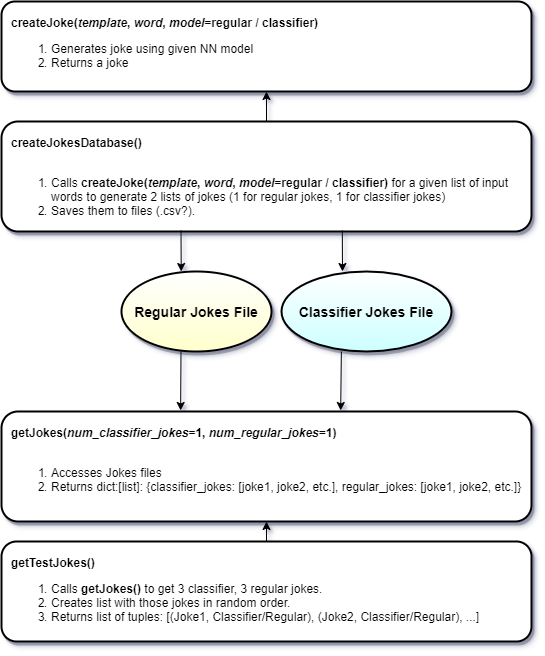 createJoke(template, word, model=regular / classifier)
1. Generates joke using given NN model
2. Returns a joke
createJokesDatabase()
1. Calls createJoke(template, word, model=regular / classifier) for a given list of input
words to generate 2 lists of jokes (1 for regular jokes, 1 for classifier jokes)
2. Saves them to files (.csv?).
Regular Jokes File
Classifier Jokes File
getJokes(num_classifier_jokes=1, num_regular_jokes=1)
1. Accesses Jokes files
2. Returns dict:[list]: {classifier_jokes: [joke1, joke2, etc.], regular_jokes: [joke1, joke2, etc.]}
getTestJokes()
1. Calls getJokes() to get 3 classifier, 3 regular jokes.
2. Creates list with those jokes in random order.
3. Returns list of tuples: [(Joke1, Classifier/Regular), (Joke2, Classifier/Regular), ...]